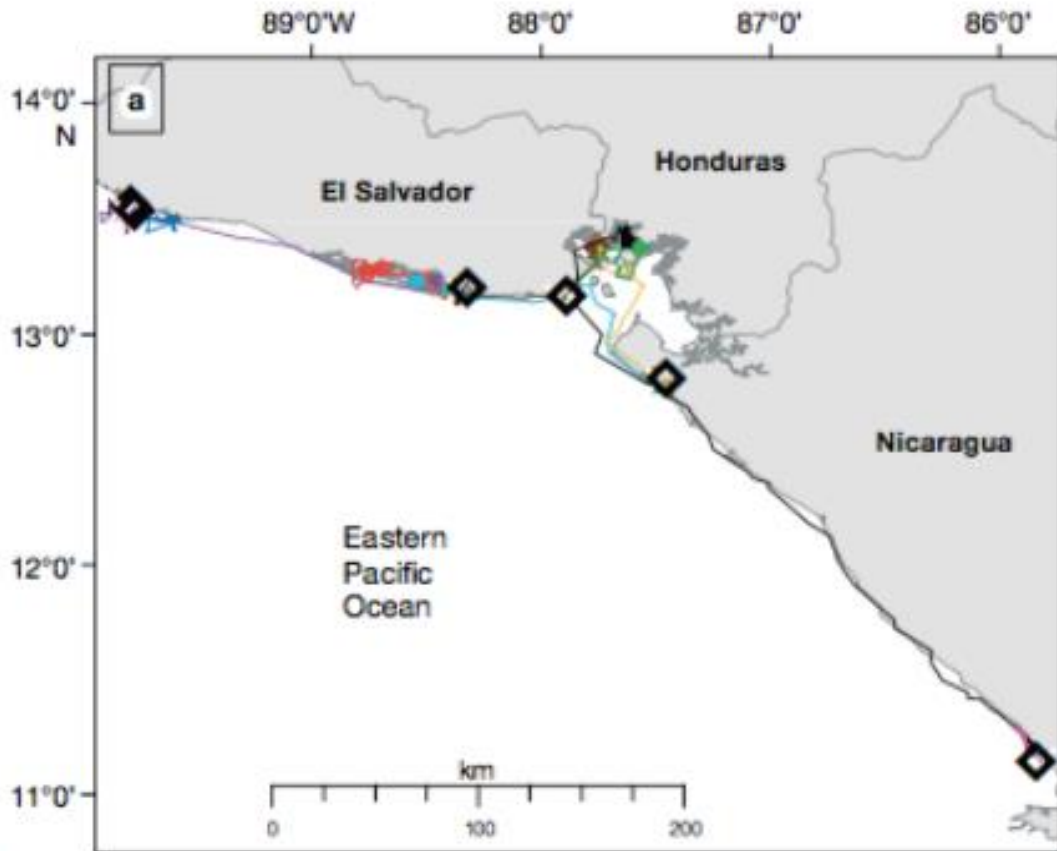 89°0'W 88°0' 87°0' 86°0'
a
14°0'
N
Honduras
El Salvador
13°0'
Nicaragua
Eastern
Pacific
Ocean
12°0'
km
11°0'
0 100 200